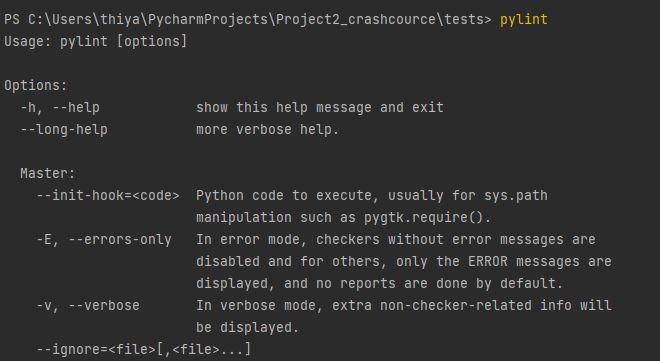 PS C:\Users\thiya\PycharmProjects\Project2_crashcource\tests> pylint
Usage: pylint [options]

Options:
  -h, --help            show this help message and exit
  --long-help           more verbose help.

  Master:
    --init-hook=<code>  Python code to execute, usually for sys.path
                        manipulation such as pygtk.require().
    -E, --errors-only   In error mode, checkers without error messages are
                        disabled and for others, only the ERROR messages are
                        displayed, and no reports are done by default.
    -v, --verbose       In verbose mode, extra non-checker-related info will
                        be displayed.
    --ignore=<file>[,<file>...]